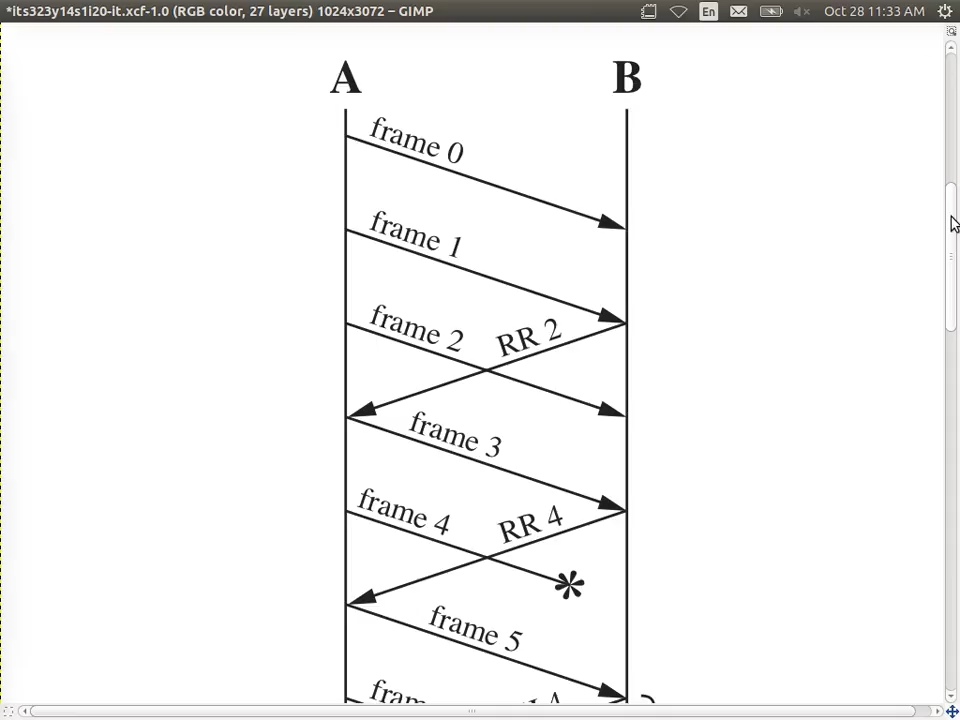 *its323y14s1i20-it.xcf-1.0 (RGB color, 27 layers) 1024x3072 – GIMP
En
Oct 28 11:33 AM
A
B
frame 0
frame 1
frame 2
RR 2
frame 3
frame 4
RR 4
*
frame 5